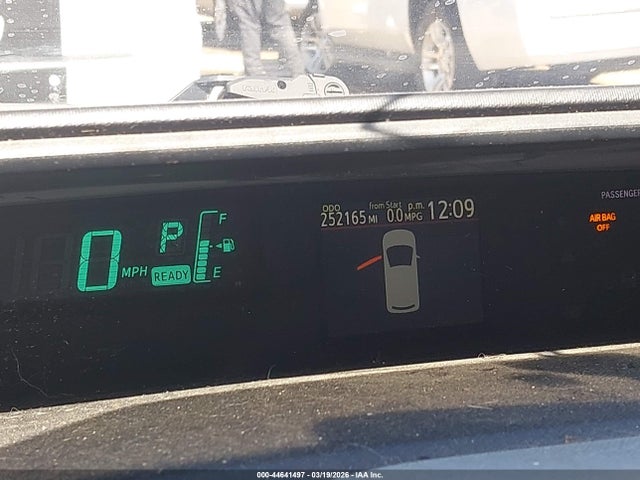 ODO from Start p.m.
252165 MI 0.0 MPG 12:09
0 MPH P READY F E
PASSENGER
AIR BAG
OFF
000-44641497 - 03/19/2026 - IAA Inc.